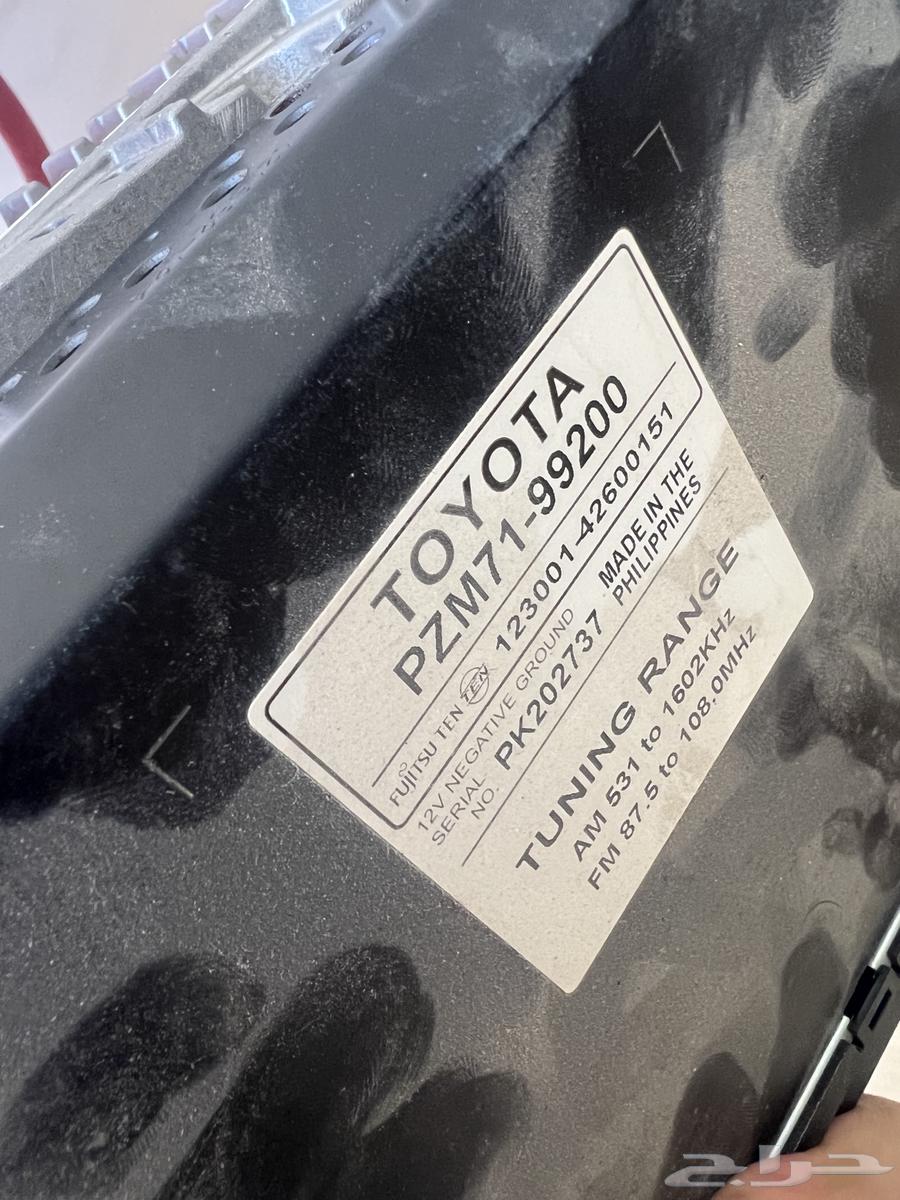 TOYOTA
PZM71-99200
FUJITSU TEN TEN 123001-42600151
12V NEGATIVE GROUND
MADE IN THE
PHILIPPINES
SERIAL
NO. PK202737
TUNING RANGE
AM 531 to 1602KHz
FM 87.5 to 108.0MHz
حراج